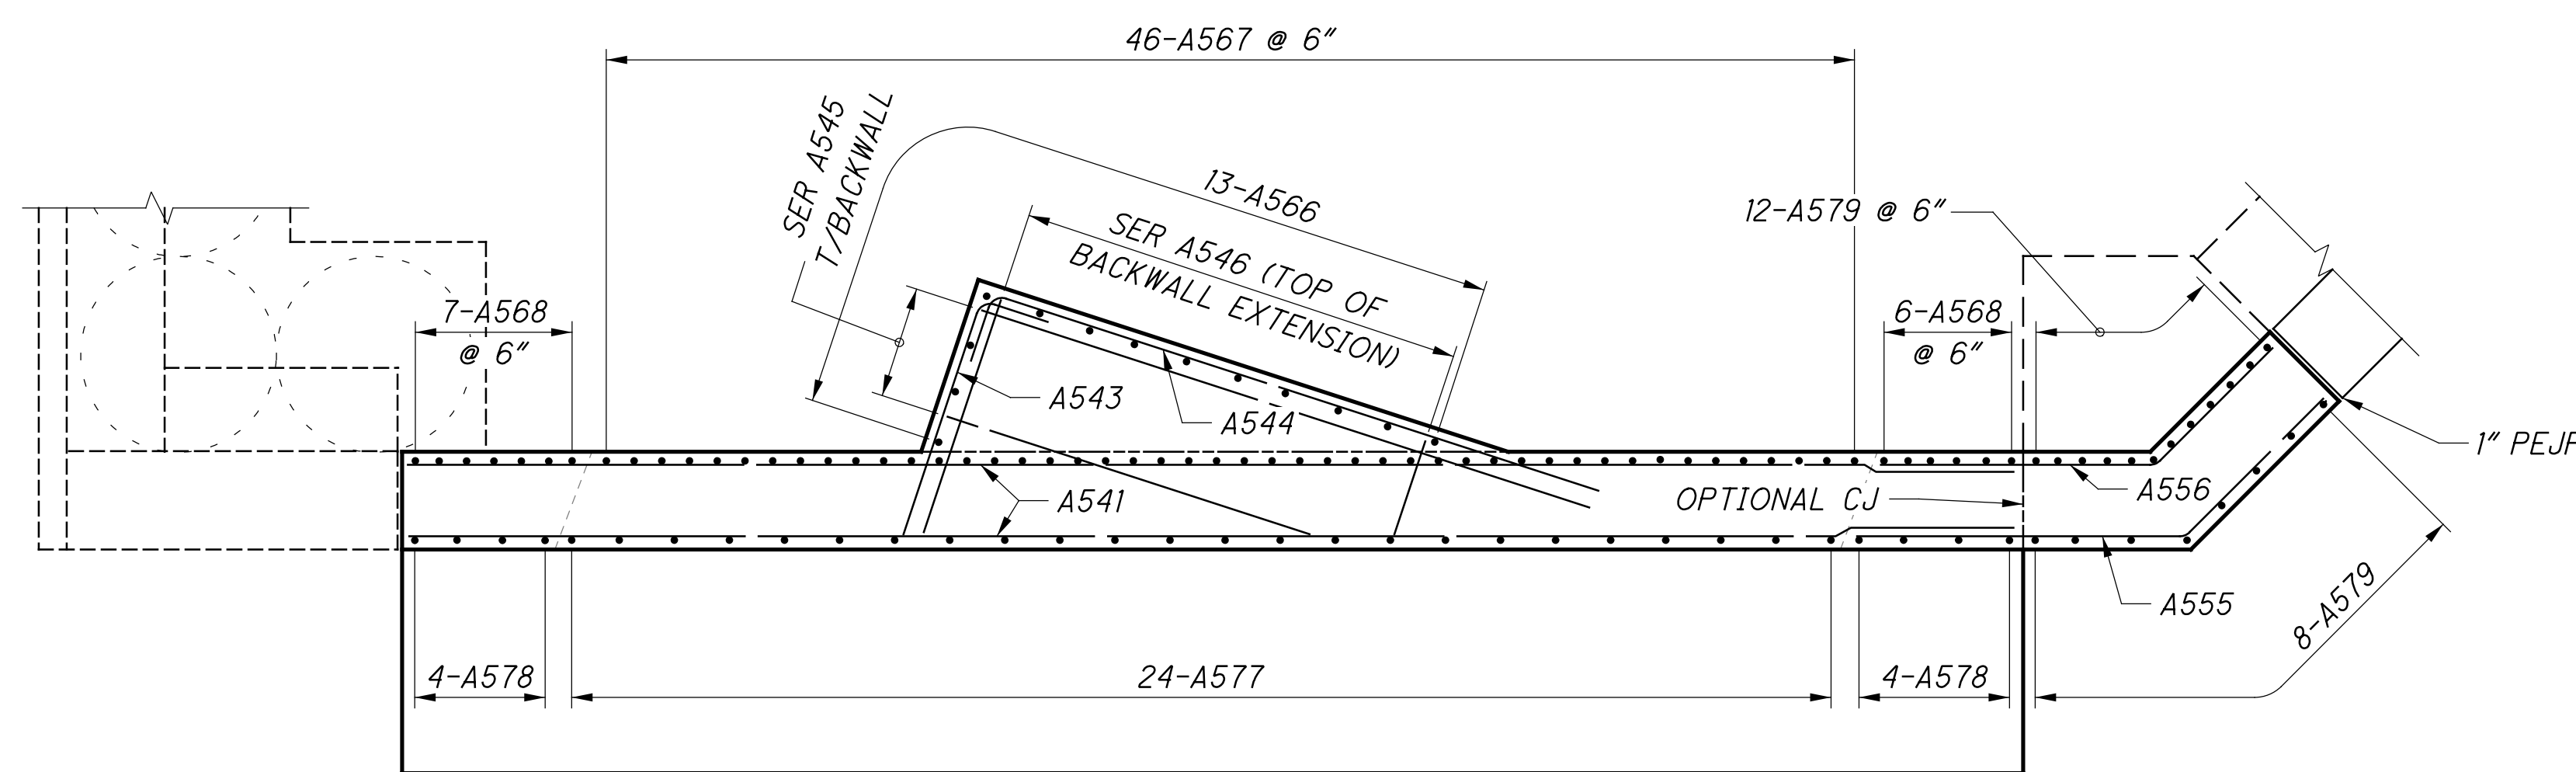 46-A567 @ 6"
SER A545
T/BACKWALL
13-A566
SER A546 (TOP OF
BACKWALL EXTENSION)
12-A579 @ 6"
7-A568
@ 6"
6-A568
@ 6"
A543
A544
1" PEJF
A541
OPTIONAL CJ
A556
A555
8-A579
4-A578
24-A577
4-A578